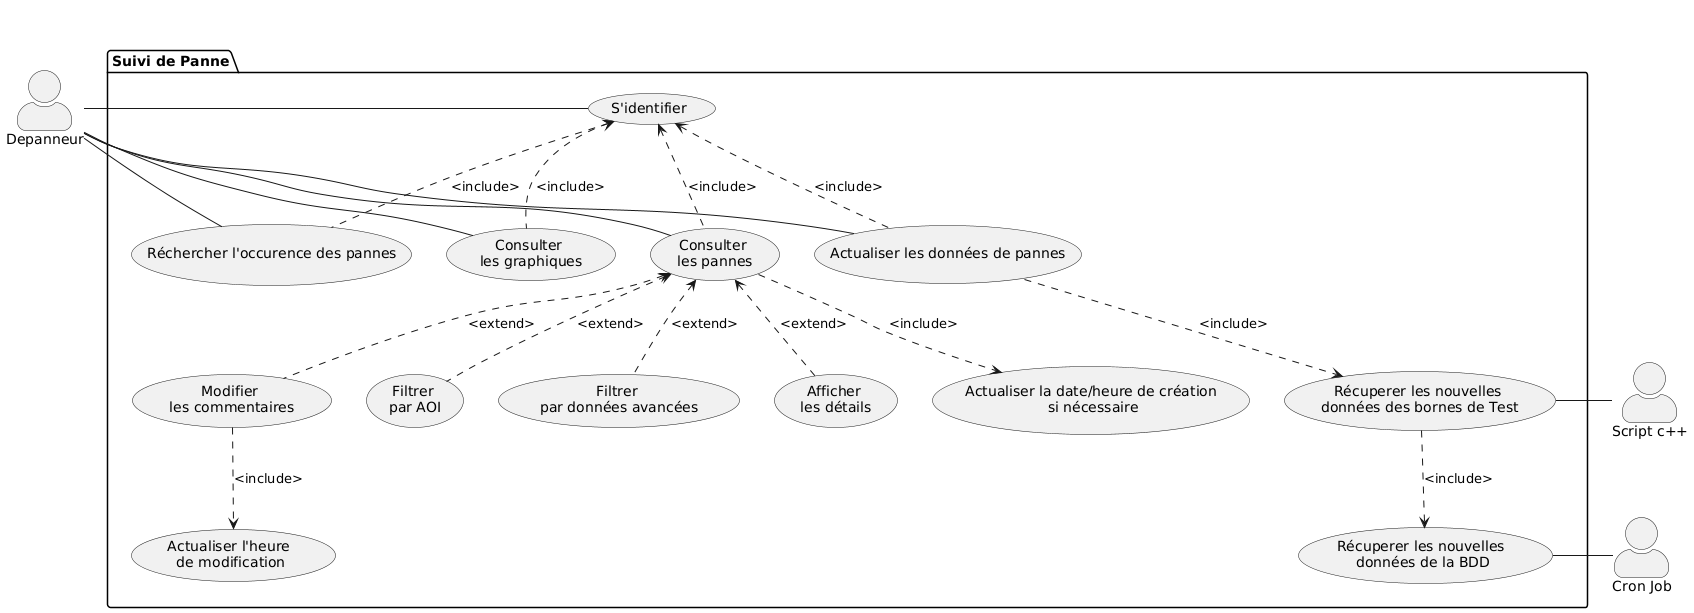 Suivi de Panne
Depanneur
S'identifier
<include>
<include>
<include>
<include>
Réchercher l'occurence des pannes
Consulter
les graphiques
Consulter
les pannes
Actualiser les données de pannes
<extend>
<extend>
<extend>
<extend>
<include>
<include>
Modifier
les commentaires
Filtrer
par AOI
Filtrer
par données avancées
Afficher
les détails
Actualiser la date/heure de création
si nécessaire
Récuperer les nouvelles
données des bornes de Test
Script c++
<include>
<include>
Actualiser l'heure
de modification
Récuperer les nouvelles
données de la BDD
Cron Job